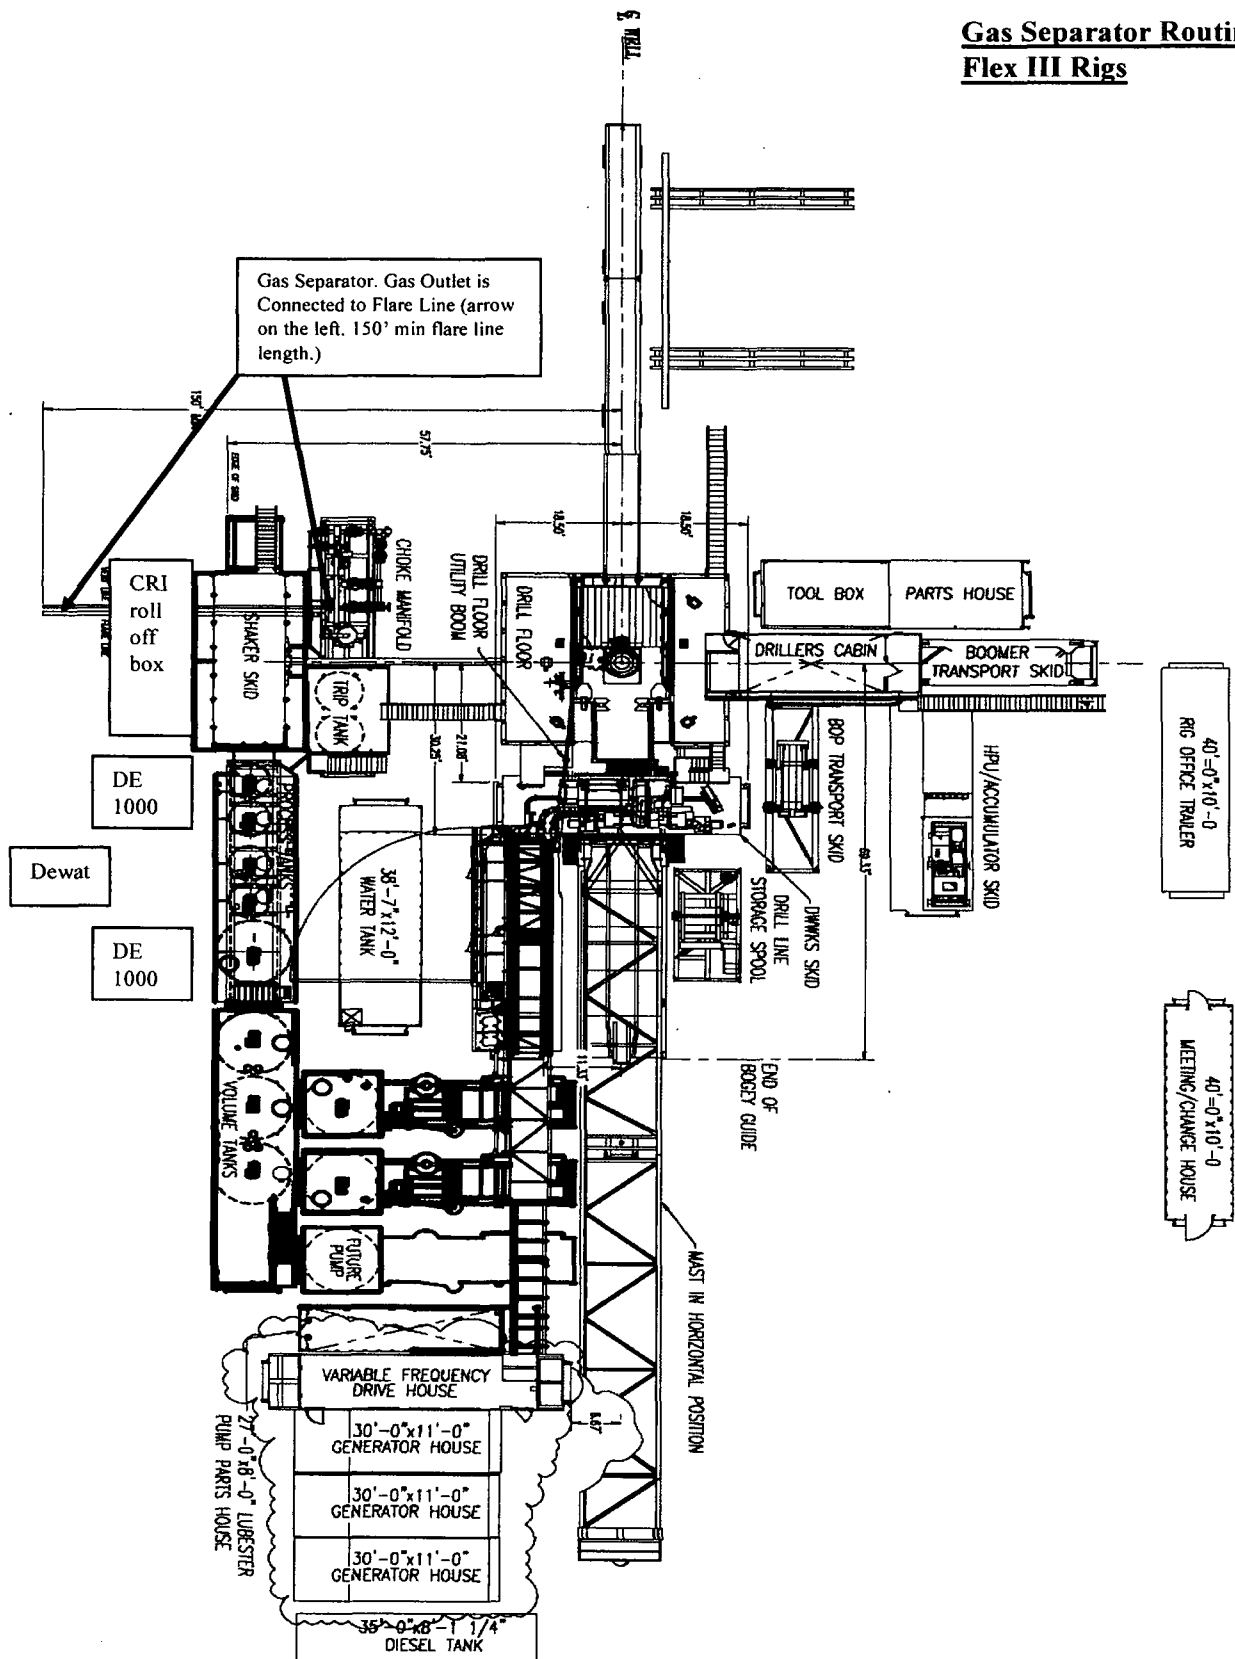 Gas Separator Routin
Flex III Rigs
℄ WELL
Gas Separator. Gas Outlet is
Connected to Flare Line (arrow
on the left. 150' min flare line
length.)
150'
57.75'
EDGE OF SKID
18.50'
18.50'
CHOKE MANIFOLD
DRILL FLOOR
UTILITY BOOM
DRILL FLOOR
CRI
roll
off
box
SHAKER SKID
TRIP TANK
TOOL BOX
PARTS HOUSE
DRILLERS CABIN
BOOMER
TRANSPORT SKID
21.08'
30.25'
BOP TRANSPORT SKID
HPU/ACCUMULATOR SKID
40'=0"x10'-0
RIG OFFICE TRAILER
DE
1000
Dewat
DE
1000
38'-7"x12'-0"
WATER TANK
DWWKS SKID
DRILL LINE
STORAGE SPOOL
END OF
BOGEY GUIDE
40'=0"x10'-0
MEETING/CHANGE HOUSE
VOLUME TANKS
FUTURE
PUMP
MAST IN HORIZONTAL POSITION
VARIABLE FREQUENCY
DRIVE HOUSE
6.67'
27'-0"x8'-0" LUBESTER
PUMP PARTS HOUSE
30'-0"x11'-0"
GENERATOR HOUSE
30'-0"x11'-0"
GENERATOR HOUSE
30'-0"x11'-0"
GENERATOR HOUSE
35'-0"x8'-1 1/4"
DIESEL TANK